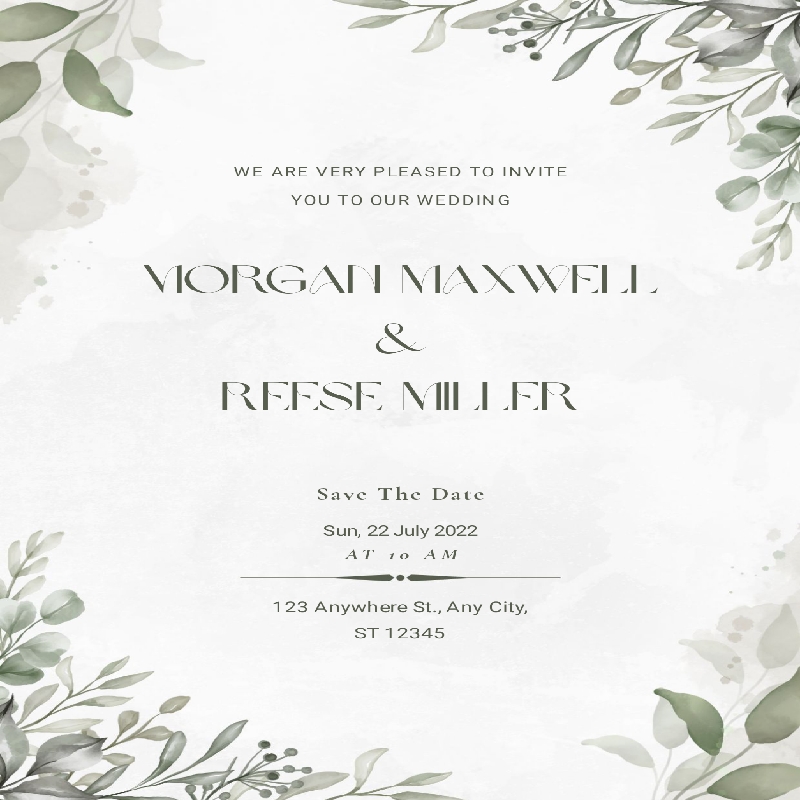 WE ARE VERY PLEASED TO INVITE
YOU TO OUR WEDDING
MORGAN MAXWELL
&
REESE MILLER
Save The Date
Sun, 22 July 2022
AT 10 AM
123 Anywhere St., Any City,
ST 12345